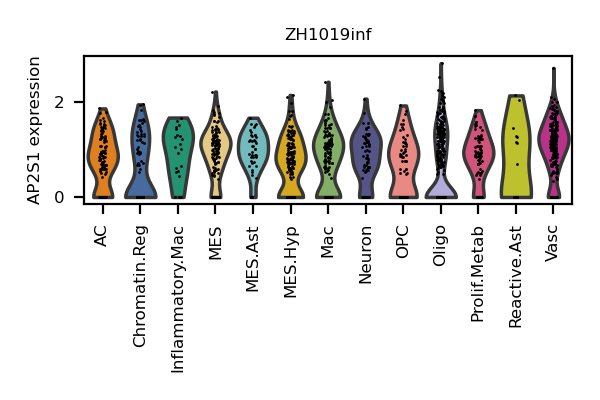 ZH1019inf
AP2S1 expression
2
0
AC
Chromatin.Reg
Inflammatory.Mac
MES
MES.Ast
MES.Hyp
Mac
Neuron
OPC
Oligo
Prolif.Metab
Reactive.Ast
Vasc